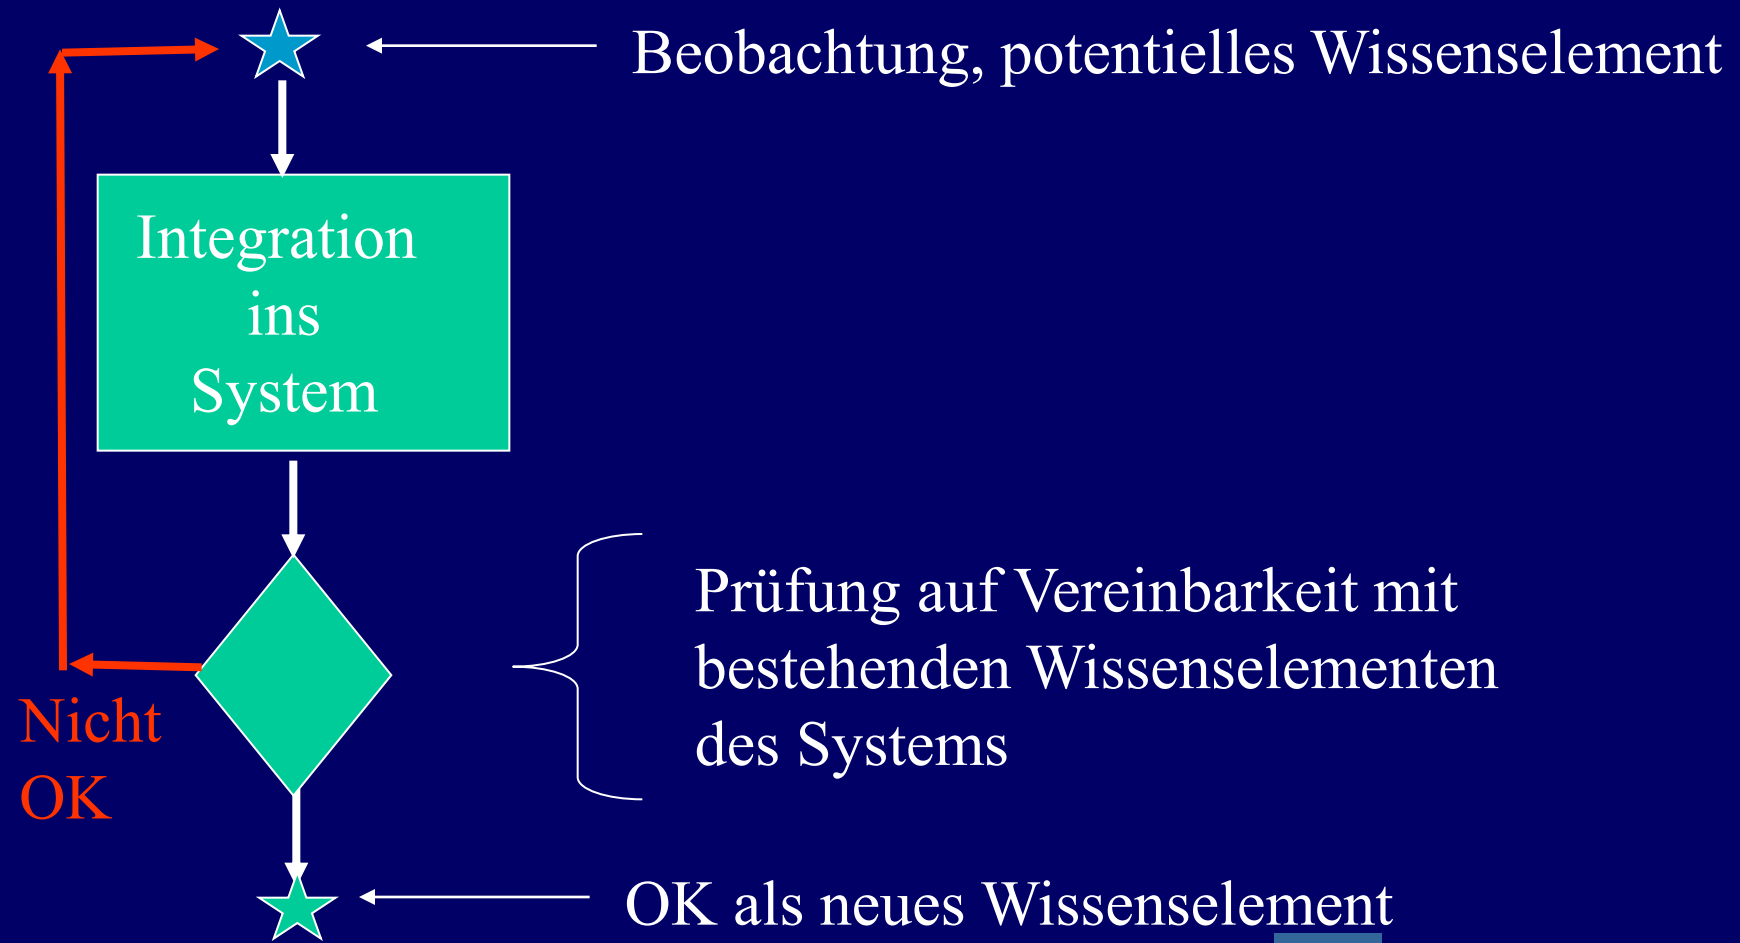 Beobachtung, potentielles Wissenselement
Integration
ins
System
Prüfung auf Vereinbarkeit mit
bestehenden Wissenselementen
des Systems
Nicht
OK
OK als neues Wissenselement